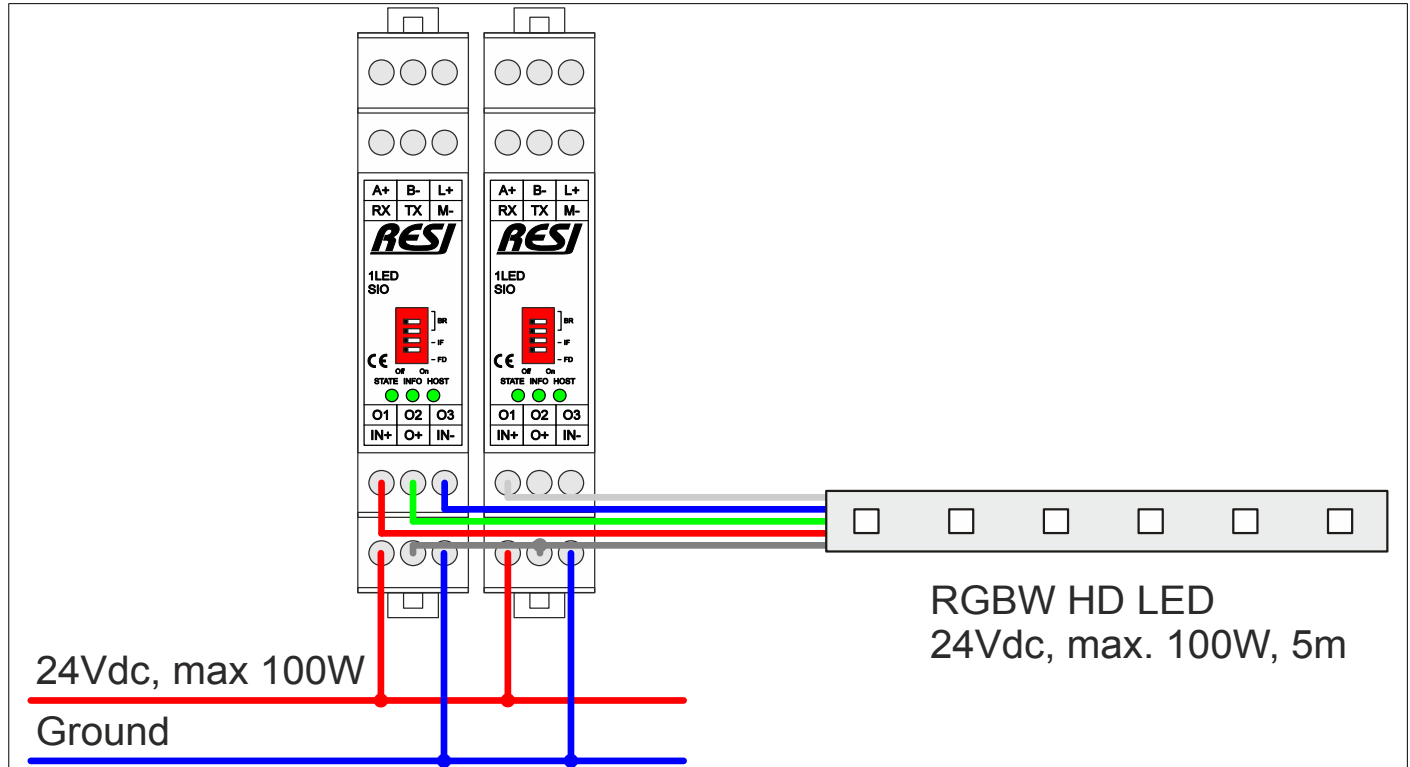 A+ B- L+
RX TX M-
RESI
1LED
SIO
BR
IF
FD
CE
Off On
STATE INFO HOST
O1 O2 O3
IN+ O+ IN-
A+ B- L+
RX TX M-
RESI
1LED
SIO
BR
IF
FD
CE
Off On
STATE INFO HOST
O1 O2 O3
IN+ O+ IN-
RGBW HD LED
24Vdc, max. 100W, 5m
24Vdc, max 100W
Ground